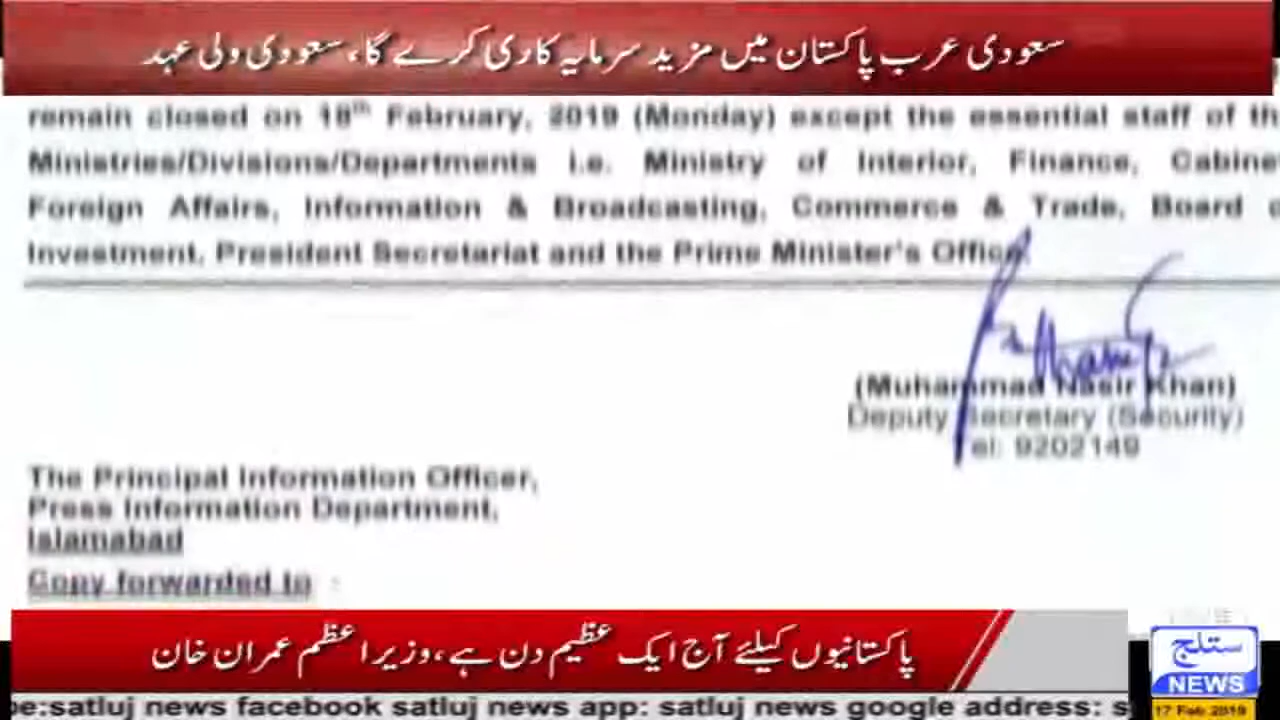 سعودی عرب پاکستان میں مزید سرمایہ کاری کرے گا، سعودی ولی عہد
remain closed on 18th February, 2019 (Monday) except the essential staff of th
Ministries/Divisions/Departments i.e. Ministry of Interior, Finance, Cabine
Foreign Affairs, Information & Broadcasting, Commerce & Trade, Board o
Investment, President Secretariat and the Prime Minister's Office.
(Muhammad Nasir Khan)
Deputy Secretary (Security)
Tel: 9202149
The Principal Information Officer,
Press Information Department,
Islamabad
Copy forwarded to :
پاکستانیوں کیلئے آج ایک عظیم دن ہے، وزیراعظم عمران خان
ستلج
NEWS
17 Feb 2019
be:satluj news facebook satluj news app: satluj news google address: s